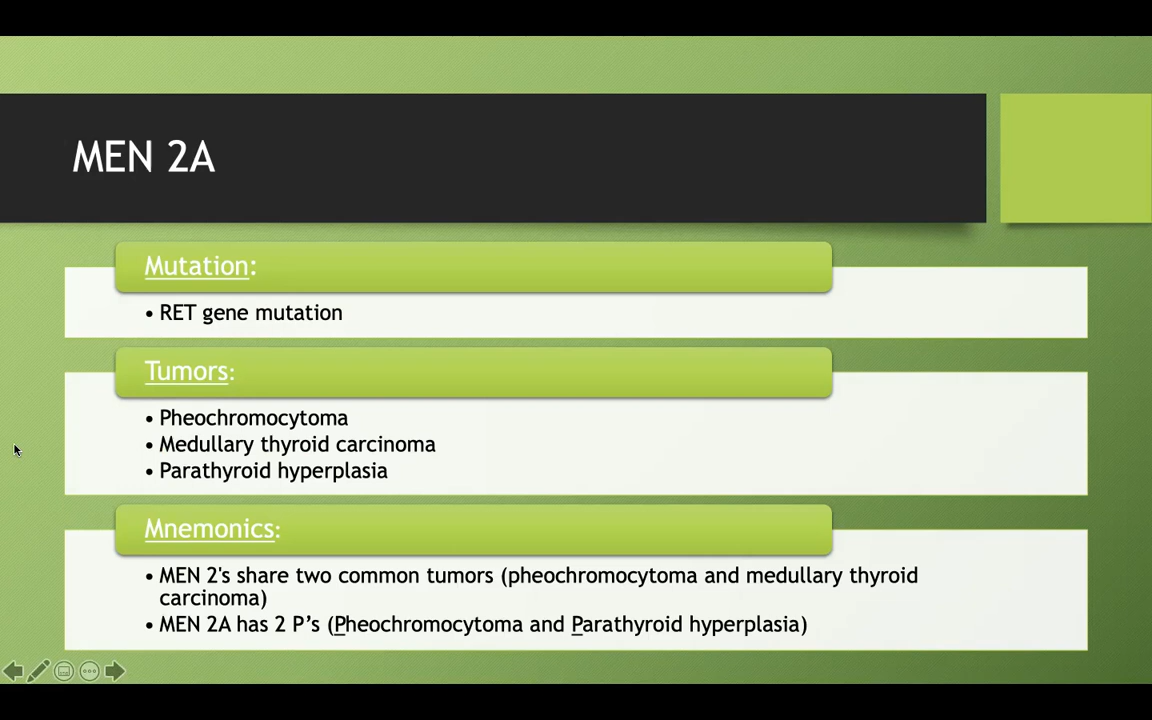 MEN 2A
Mutation:
• RET gene mutation
Tumors:
• Pheochromocytoma
• Medullary thyroid carcinoma
• Parathyroid hyperplasia
Mnemonics:
• MEN 2's share two common tumors (pheochromocytoma and medullary thyroid
carcinoma)
• MEN 2A has 2 P’s (Pheochromocytoma and Parathyroid hyperplasia)